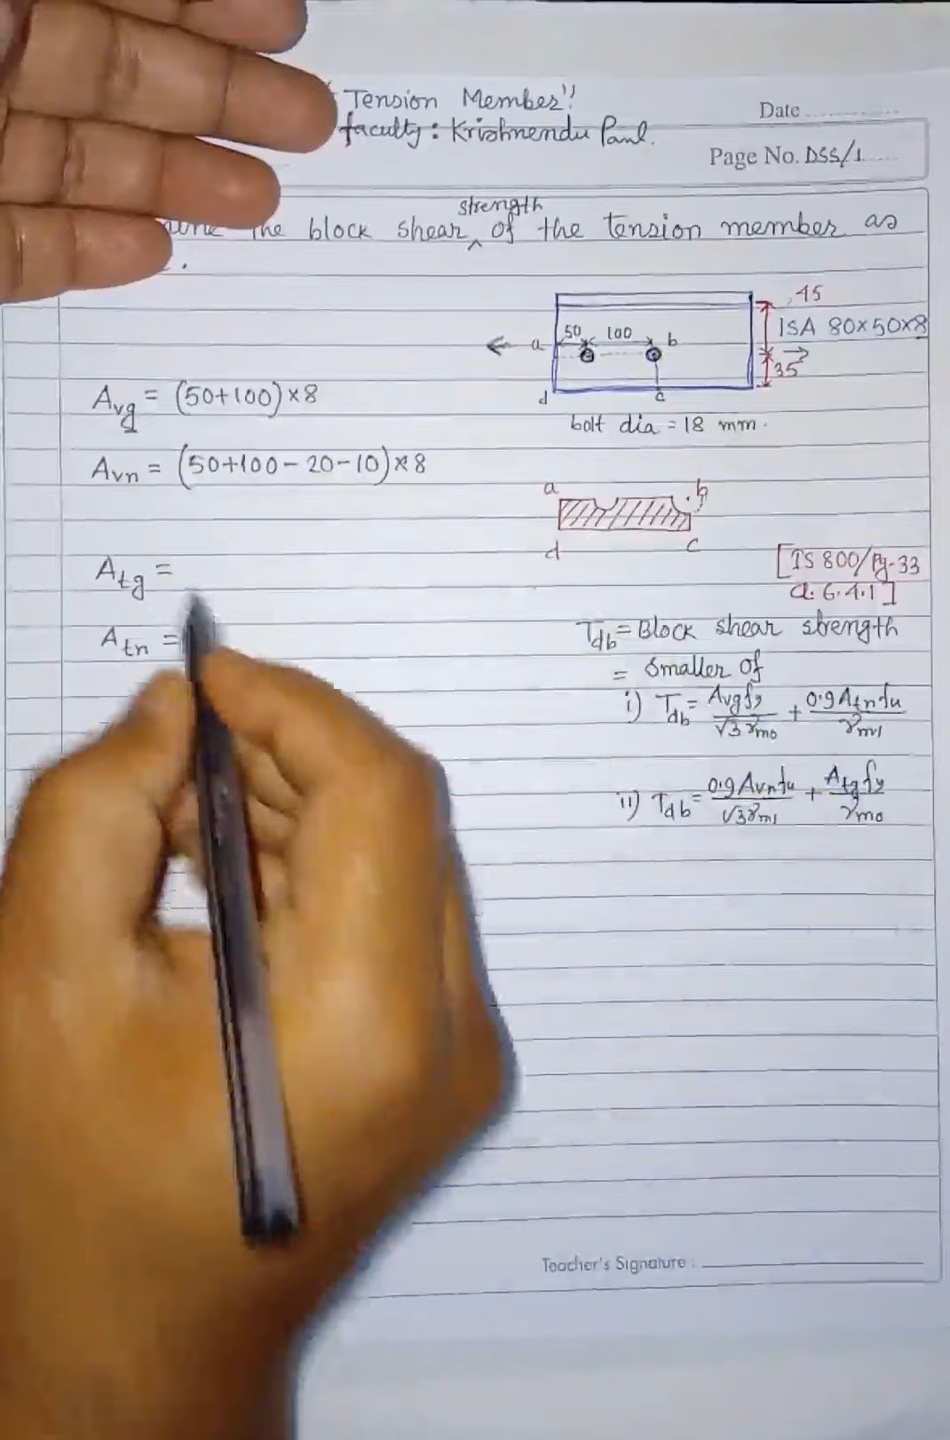 Tension Member"
faculty: Krishnendu Paul.
Date
Page No. DSS/1
strength
the block shear ^ of the tension member as
.
45
50 100
a b
ISA 80×50×8
35
d c
bolt dia = 18 mm.
Avg = (50+100)×8
Avn = (50+100-20-10)×8
a b
d c
[IS 800/Pg-33
Cl. 6.4.1]
Atg =
Atn =
Tdb = Block shear strength
= Smaller of
i) Tdb = Avg fy / √3 γm0 + 0.9 Atn fu / γm1
ii) Tdb = 0.9 Avn fu / √3 γm1 + Atg fy / γm0
Teacher's Signature :